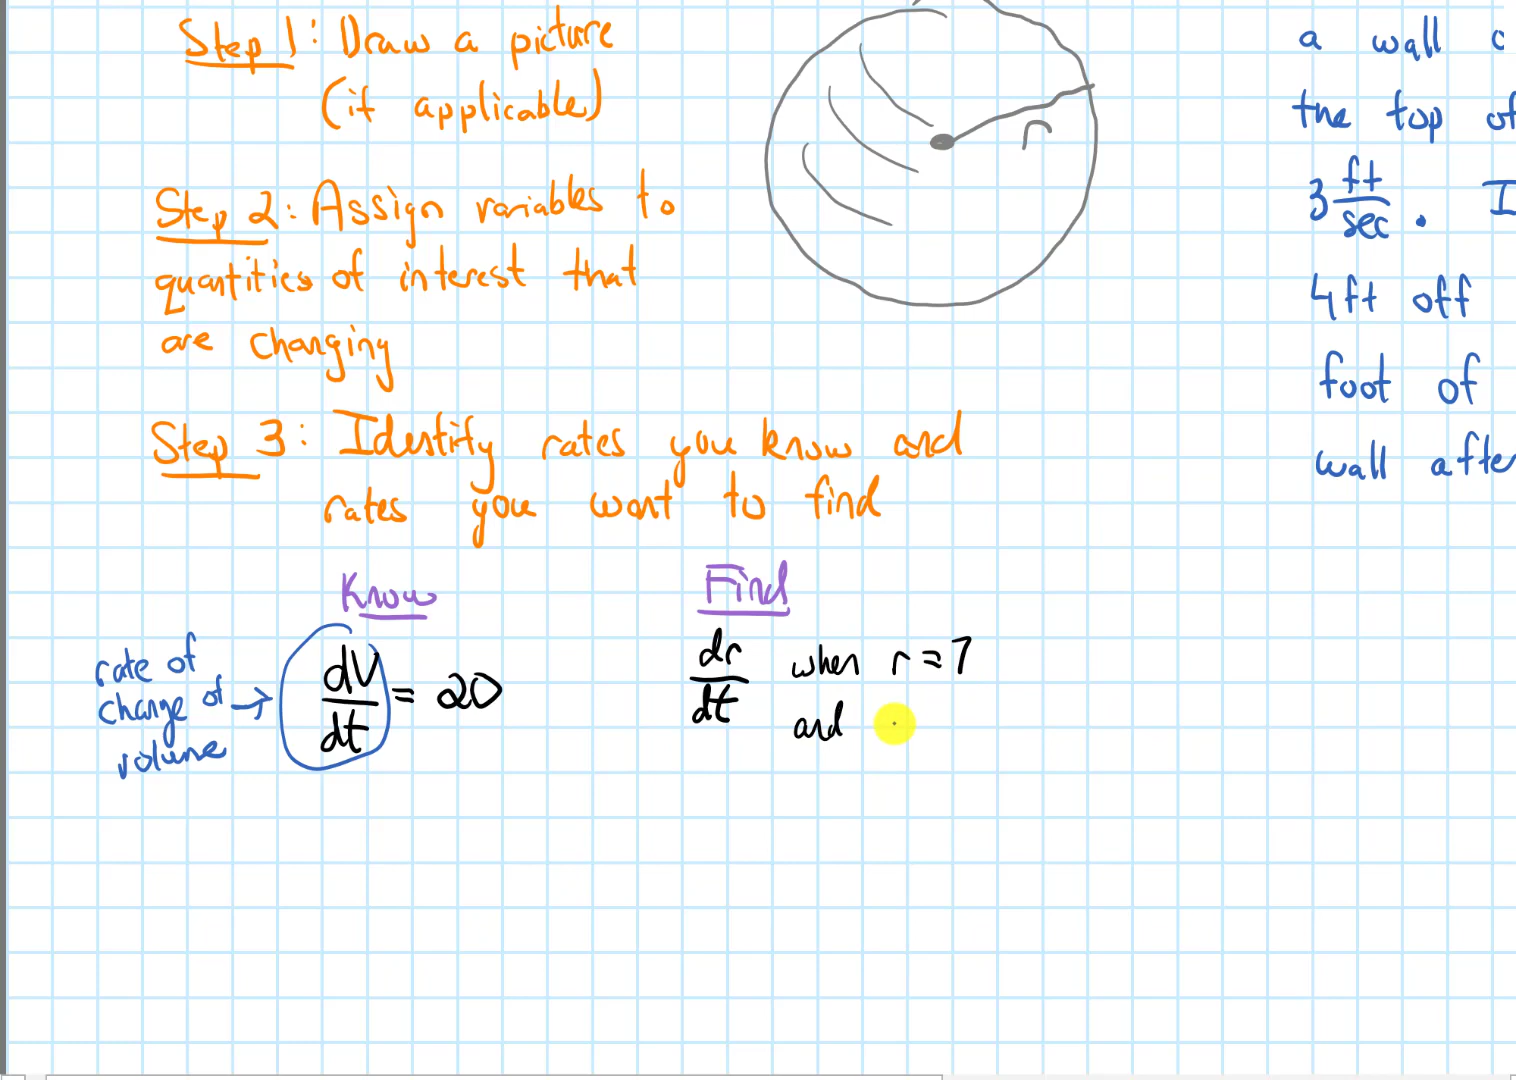 Step 1: Draw a picture
(if applicable)
Step 2: Assign variables to
quantities of interest that
are changing
Step 3: Identify rates you know and
rates you want to find
Know
rate of
change of →
volume
dV/dt = 20
Find
dr/dt when r = 7
and
r
a wall
the top of
3 ft/sec. I
4ft off
foot of
wall after